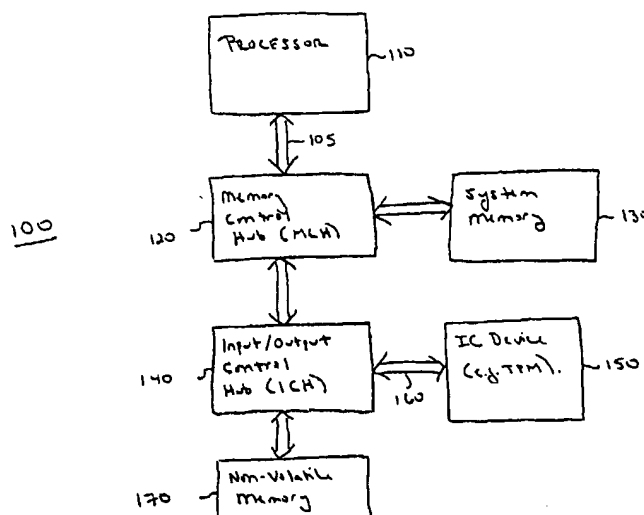 PROCESSOR
110
105
Memory
Control
Hub (MCH)
120
System
Memory
130
100
Input/Output
Control
Hub (ICH)
140
160
IC Device
(e.g. TPM).
150
Non-Volatile
Memory
170